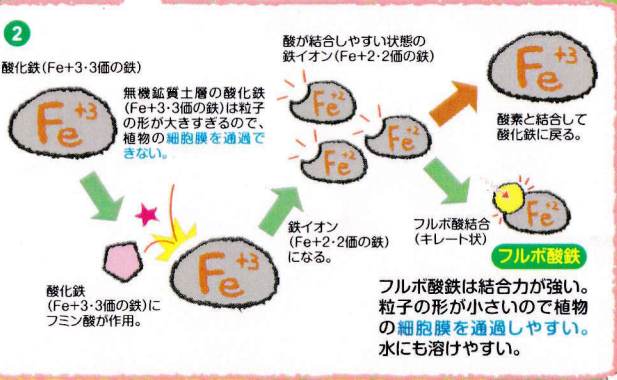 2
酸化鉄(Fe+3・3価の鉄)
Fe+3
無機鉱質土層の酸化鉄
(Fe+3・3価の鉄)は粒子
の形が大きすぎるので、
植物の細胞膜を通過で
きない。
酸化鉄
(Fe+3・3価の鉄)に
フミン酸が作用。
Fe+3
鉄イオン
(Fe+2・2価の鉄)
になる。
酸が結合しやすい状態の
鉄イオン(Fe+2・2価の鉄)
Fe+2
Fe+2
Fe+2
Fe+3
酸素と結合して
酸化鉄に戻る。
フルボ酸結合
(キレート状)
Fe+2
フルボ酸鉄
フルボ酸鉄は結合力が強い。
粒子の形が小さいので植物
の細胞膜を通過しやすい。
水にも溶けやすい。